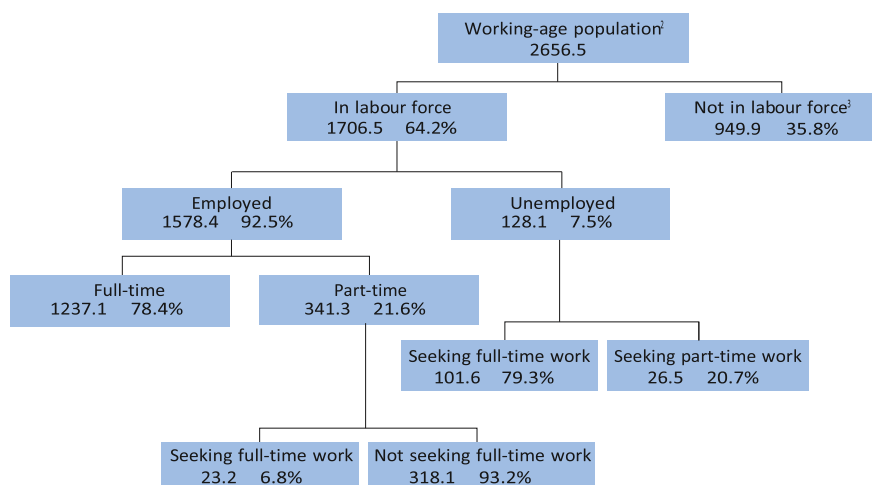 Working-age population²
2656.5
In labour force
1706.5 64.2%
Not in labour force³
949.9 35.8%
Employed
1578.4 92.5%
Unemployed
128.1 7.5%
Full-time
1237.1 78.4%
Part-time
341.3 21.6%
Seeking full-time work
101.6 79.3%
Seeking part-time work
26.5 20.7%
Seeking full-time work
23.2 6.8%
Not seeking full-time work
318.1 93.2%